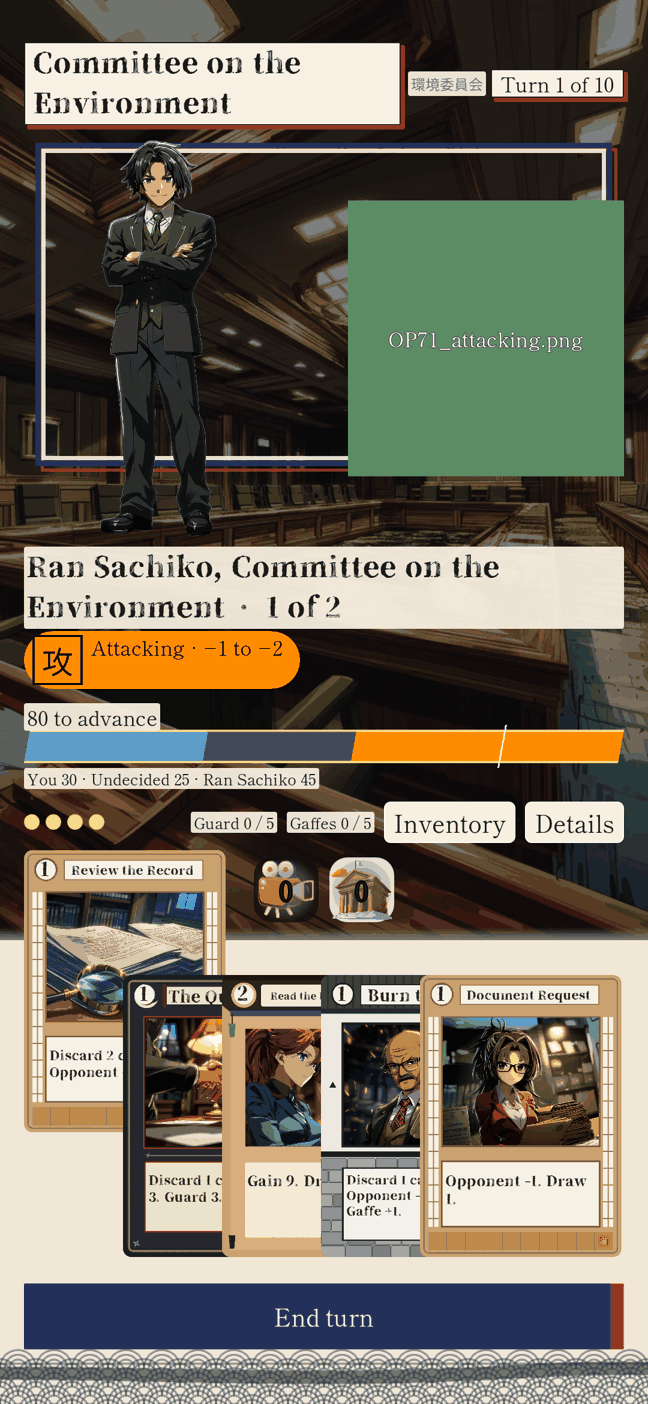 Committee on the
Environment
環境委員会
Turn 1 of 10
OP71_attacking.png
Ran Sachiko, Committee on the
Environment · 1 of 2
攻
Attacking · −1 to −2
80 to advance
You 30 · Undecided 25 · Ran Sachiko 45
Guard 0 / 5
Gaffes 0 / 5
Inventory
Details
1
Review the Record
0
0
Discard 2
Opponent
1
The
Discard 1
3. Guard 3.
2
Read the
Gain 9.
1
Burn
Discard 1
Opponent
Gaffe +1.
1
Document Request
Opponent -1. Draw
1.
End turn